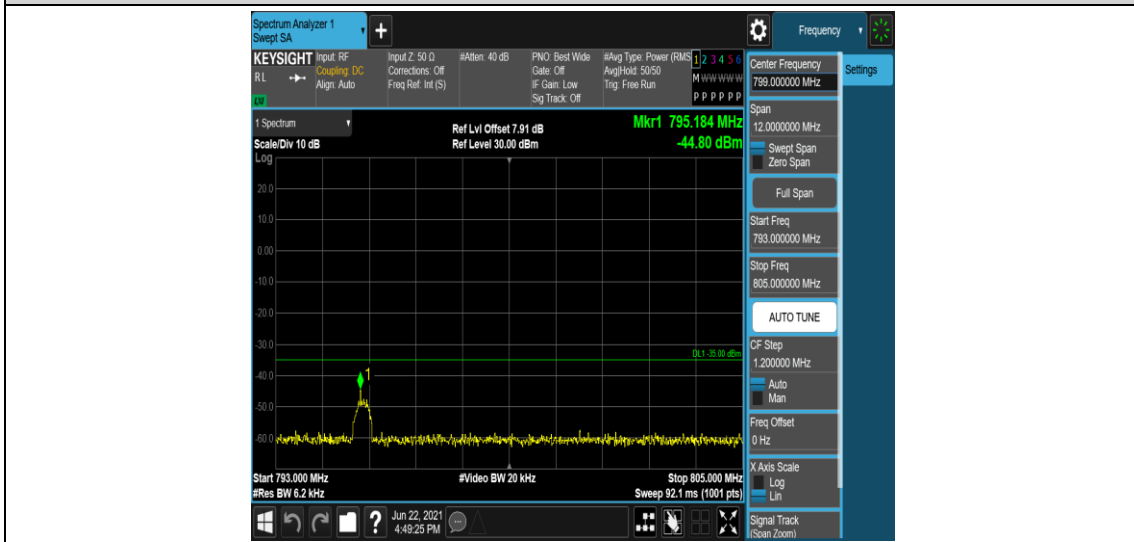 Spectrum Analyzer 1
Swept SA
+
Frequency
KEYSIGHT
RL
LXI
Input: RF
Coupling: DC
Align: Auto
Input Z: 50 Ω
Corrections: Off
Freq Ref: Int (S)
#Atten: 40 dB
PNO: Best Wide
Gate: Off
IF Gain: Low
Sig Track: Off
#Avg Type: Power (RMS
Avg|Hold: 50/50
Trig: Free Run
1 2 3 4 5 6
M W W W W W
P P P P P P
Center Frequency
799.000000 MHz
Settings
Span
12.0000000 MHz
Swept Span
Zero Span
Full Span
Start Freq
793.000000 MHz
Stop Freq
805.000000 MHz
AUTO TUNE
CF Step
1.200000 MHz
Auto
Man
Freq Offset
0 Hz
X Axis Scale
Log
Lin
Signal Track
(Span Zoom)
1 Spectrum
Scale/Div 10 dB
Ref Lvl Offset 7.91 dB
Ref Level 30.00 dBm
Mkr1 795.184 MHz
-44.80 dBm
Log
20.0
10.0
0.00
-10.0
-20.0
-30.0
DL1 -35.00 dBm
-40.0
1
-50.0
-60.0
Start 793.000 MHz
#Video BW 20 kHz
Stop 805.000 MHz
#Res BW 6.2 kHz
Sweep 92.1 ms (1001 pts)
?
Jun 22, 2021
4:49:25 PM